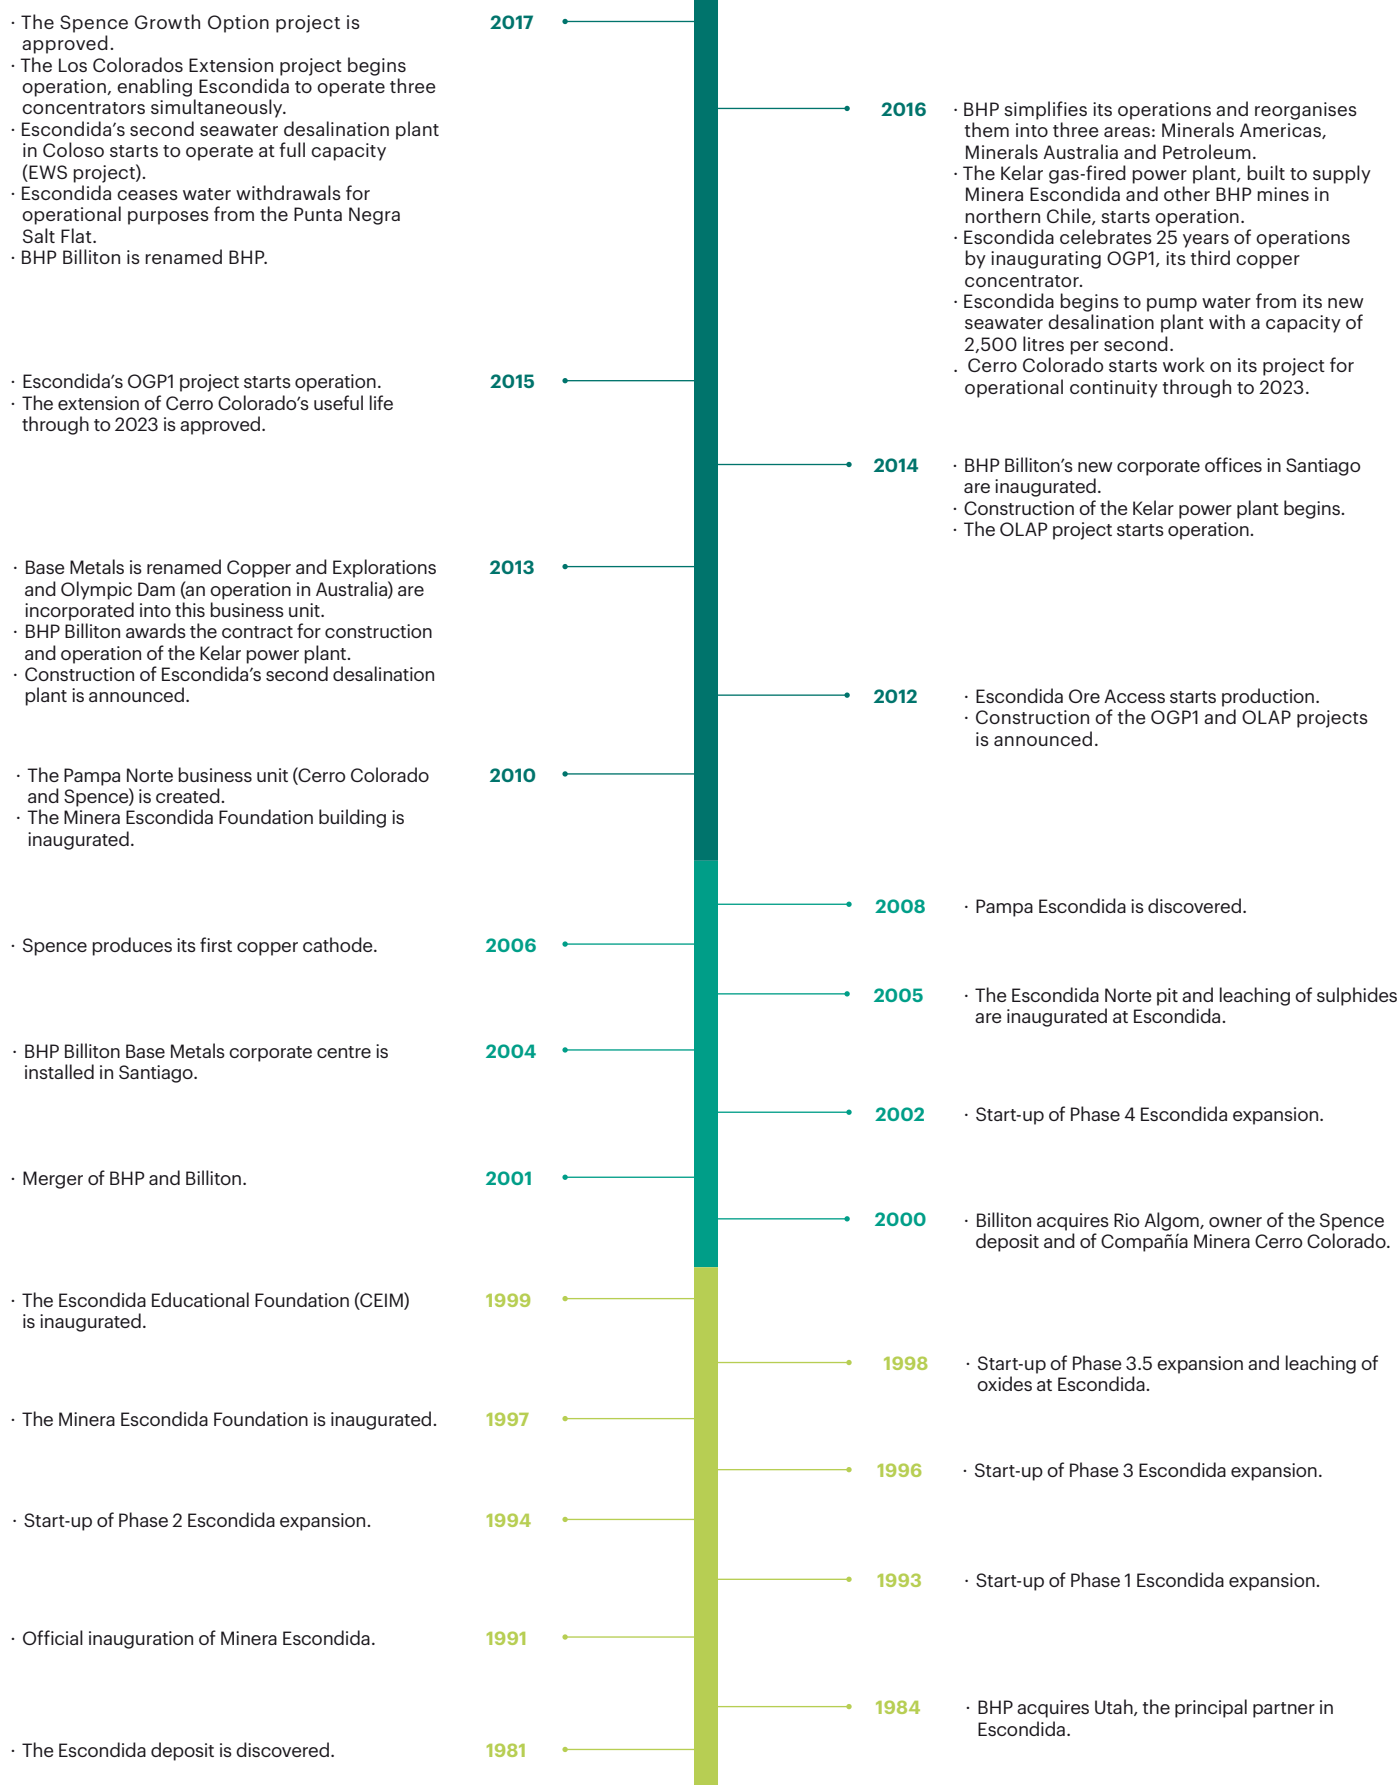 2017
· The Spence Growth Option project is
approved.
· The Los Colorados Extension project begins
operation, enabling Escondida to operate three
concentrators simultaneously.
· Escondida’s second seawater desalination plant
in Coloso starts to operate at full capacity
(EWS project).
· Escondida ceases water withdrawals for
operational purposes from the Punta Negra
Salt Flat.
· BHP Billiton is renamed BHP.
2016
· BHP simplifies its operations and reorganises
them into three areas: Minerals Americas,
Minerals Australia and Petroleum.
· The Kelar gas-fired power plant, built to supply
Minera Escondida and other BHP mines in
northern Chile, starts operation.
· Escondida celebrates 25 years of operations
by inaugurating OGP1, its third copper
concentrator.
· Escondida begins to pump water from its new
seawater desalination plant with a capacity of
2,500 litres per second.
. Cerro Colorado starts work on its project for
operational continuity through to 2023.
2015
· Escondida’s OGP1 project starts operation.
· The extension of Cerro Colorado’s useful life
through to 2023 is approved.
2014
· BHP Billiton’s new corporate offices in Santiago
are inaugurated.
· Construction of the Kelar power plant begins.
· The OLAP project starts operation.
2013
· Base Metals is renamed Copper and Explorations
and Olympic Dam (an operation in Australia) are
incorporated into this business unit.
· BHP Billiton awards the contract for construction
and operation of the Kelar power plant.
· Construction of Escondida’s second desalination
plant is announced.
2012
· Escondida Ore Access starts production.
· Construction of the OGP1 and OLAP projects
is announced.
2010
· The Pampa Norte business unit (Cerro Colorado
and Spence) is created.
· The Minera Escondida Foundation building is
inaugurated.
2008
· Pampa Escondida is discovered.
2006
· Spence produces its first copper cathode.
2005
· The Escondida Norte pit and leaching of sulphides
are inaugurated at Escondida.
2004
· BHP Billiton Base Metals corporate centre is
installed in Santiago.
2002
· Start-up of Phase 4 Escondida expansion.
2001
· Merger of BHP and Billiton.
2000
· Billiton acquires Rio Algom, owner of the Spence
deposit and of Compañía Minera Cerro Colorado.
1999
· The Escondida Educational Foundation (CEIM)
is inaugurated.
1998
· Start-up of Phase 3.5 expansion and leaching of
oxides at Escondida.
1997
· The Minera Escondida Foundation is inaugurated.
1996
· Start-up of Phase 3 Escondida expansion.
1994
· Start-up of Phase 2 Escondida expansion.
1993
· Start-up of Phase 1 Escondida expansion.
1991
· Official inauguration of Minera Escondida.
1984
· BHP acquires Utah, the principal partner in
Escondida.
1981
· The Escondida deposit is discovered.